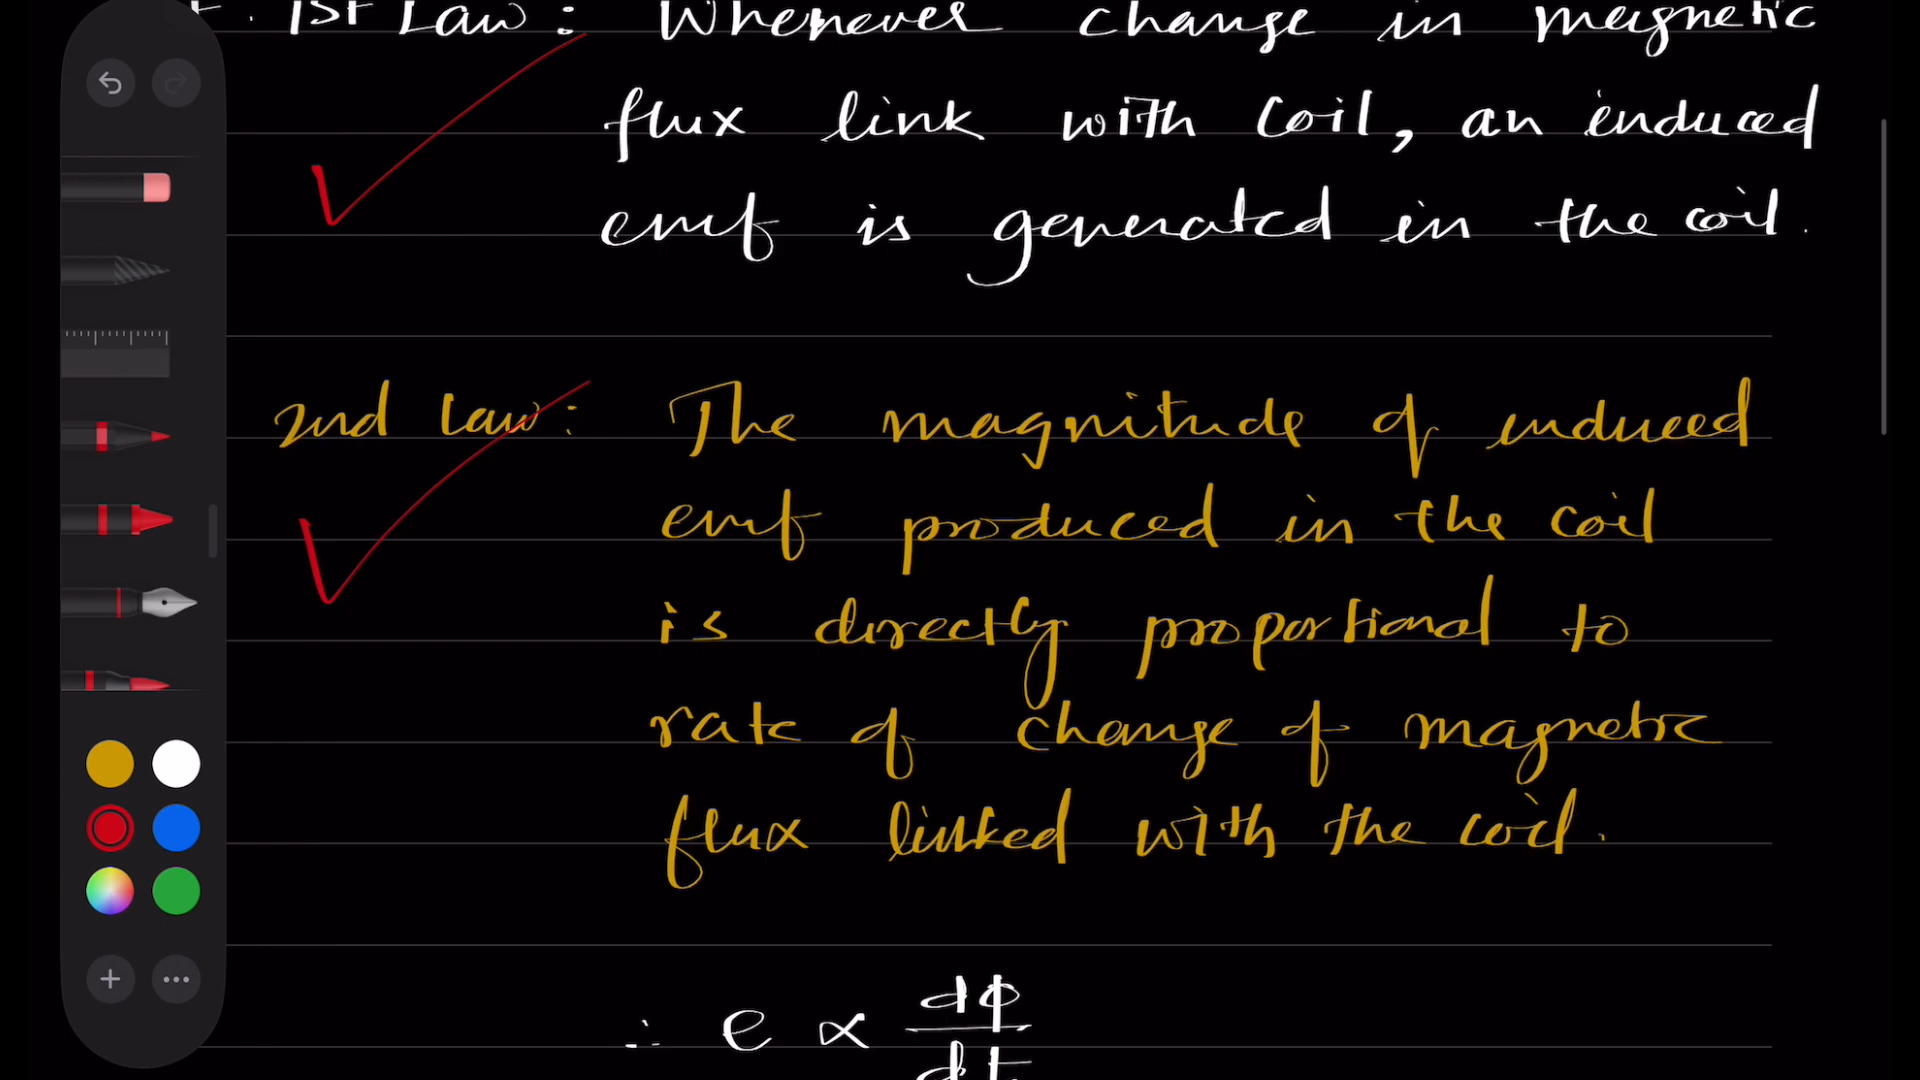 1st Law : Whenever change in magnetic
flux link with coil, an induced
emf is generated in the coil.
2nd law : The magnitude of induced
emf produced in the coil
is directly proportional to
rate of change of magnetic
flux linked with the coil.
∴ e ∝ dϕ/dt